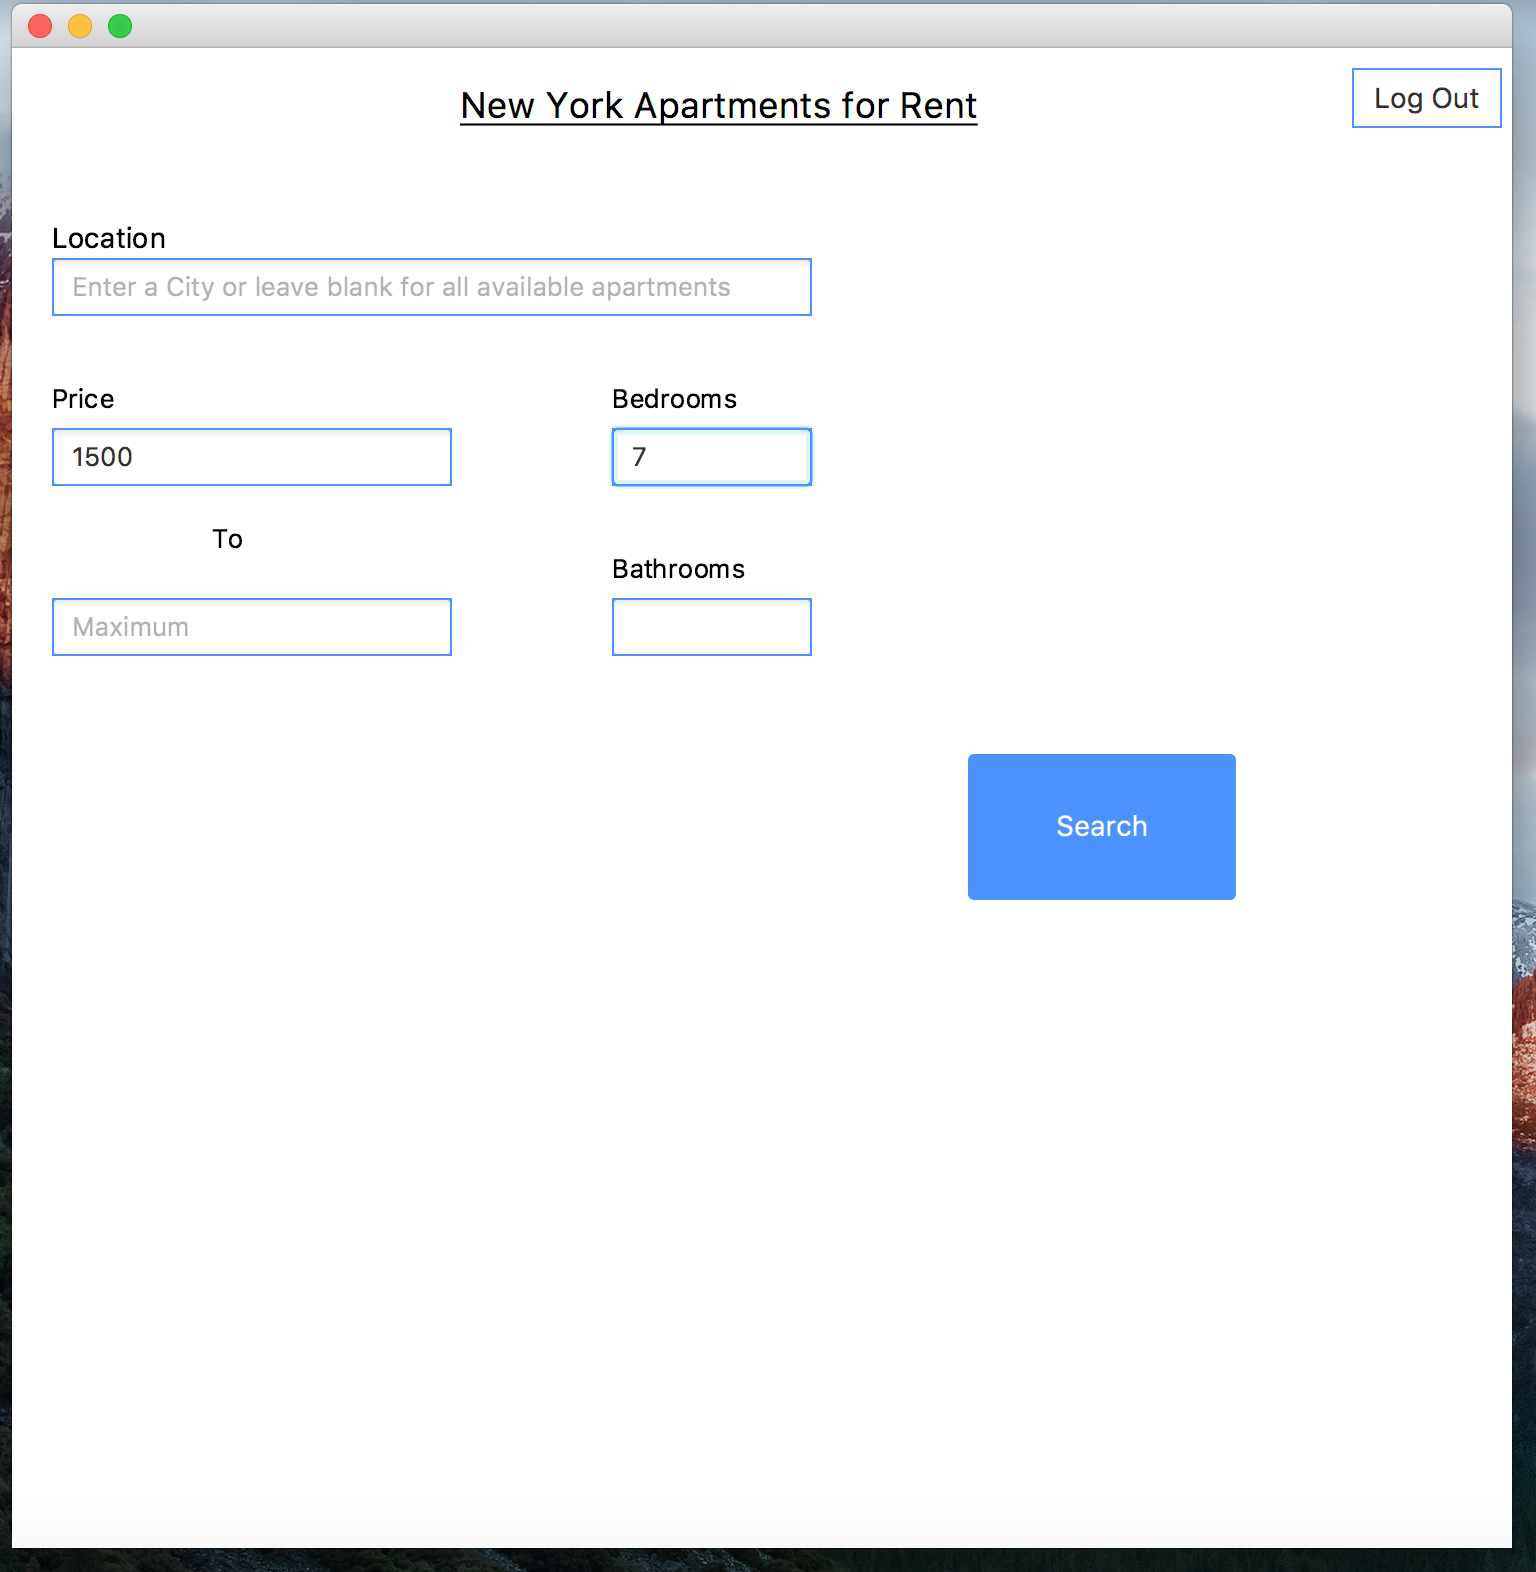 New York Apartments for Rent
Log Out
Location
Enter a City or leave blank for all available apartments
Price
Bedrooms
1500
7
To
Bathrooms
Maximum
Search